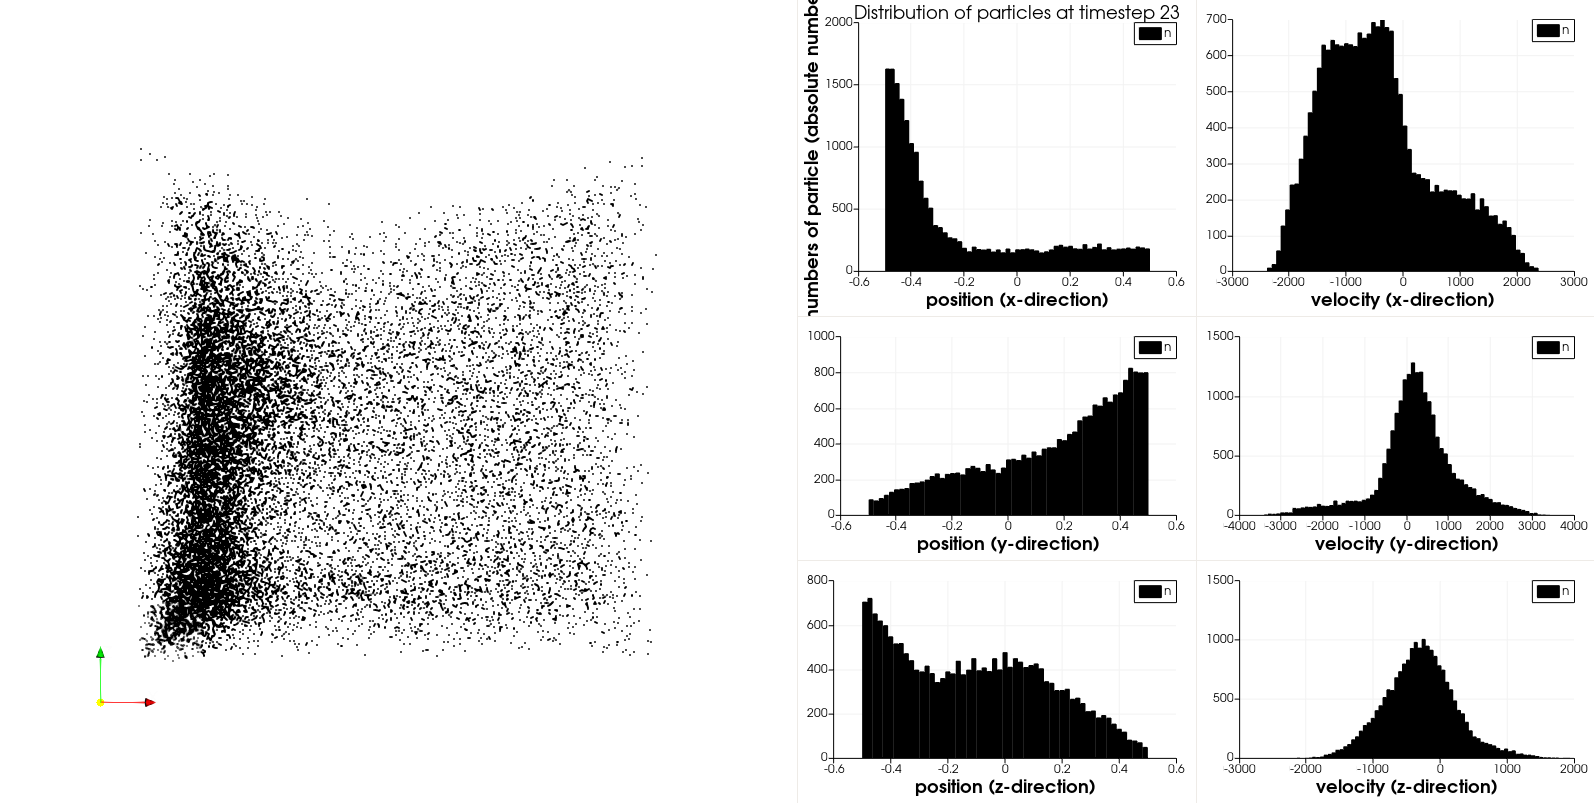 Distribution of particles at timestep 23
numbers of particle (absolute numbe
2000
1500
1000
500
0
-0.6 -0.4 -0.2 0 0.2 0.4 0.6
position (x-direction)
n
700
600
500
400
300
200
100
0
-3000 -2000 -1000 0 1000 2000 3000
velocity (x-direction)
n
1000
800
600
400
200
0
-0.6 -0.4 -0.2 0 0.2 0.4 0.6
position (y-direction)
n
1500
1000
500
0
-4000 -3000 -2000 -1000 0 1000 2000 3000 4000
velocity (y-direction)
n
800
600
400
200
0
-0.6 -0.4 -0.2 0 0.2 0.4 0.6
position (z-direction)
n
1500
1000
500
0
-3000 -2000 -1000 0 1000 2000
velocity (z-direction)
n